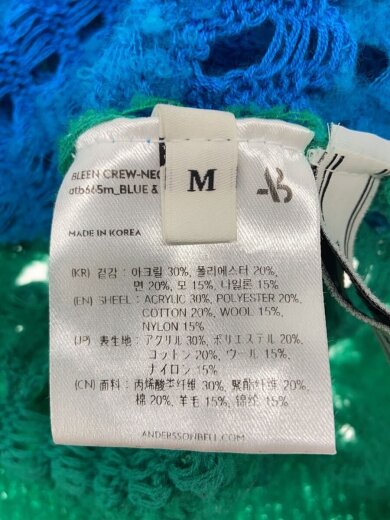 BLEEN CREW-NEC
atb665m_BLUE &
M
AB
MADE IN KOREA
(KR) 겉감 : 아크릴 30%, 폴리에스터 20%,
면 20%, 모 15%, 나일론 15%
(EN) SHEEL : ACRYLIC 30%, POLYESTER 20%,
COTTON 20%, WOOL 15%,
NYLON 15%
(JP) 表生地 : アクリル 30%, ポリエステル 20%,
コットン 20%, ウール 15%,
ナイロン 15%
(CN) 面料 : 丙烯酸类纤维 30%, 聚酯纤维 20%
棉 20%, 羊毛 15%, 锦纶 15%
ANDERSSONBELL.COM